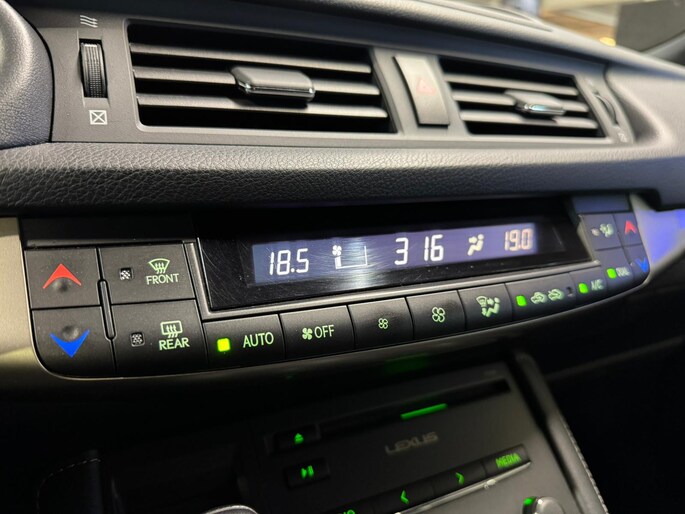 18.5 3 16 19.0
FRONT
REAR
AUTO
OFF
A/C
DUAL
LEXUS
MEDIA